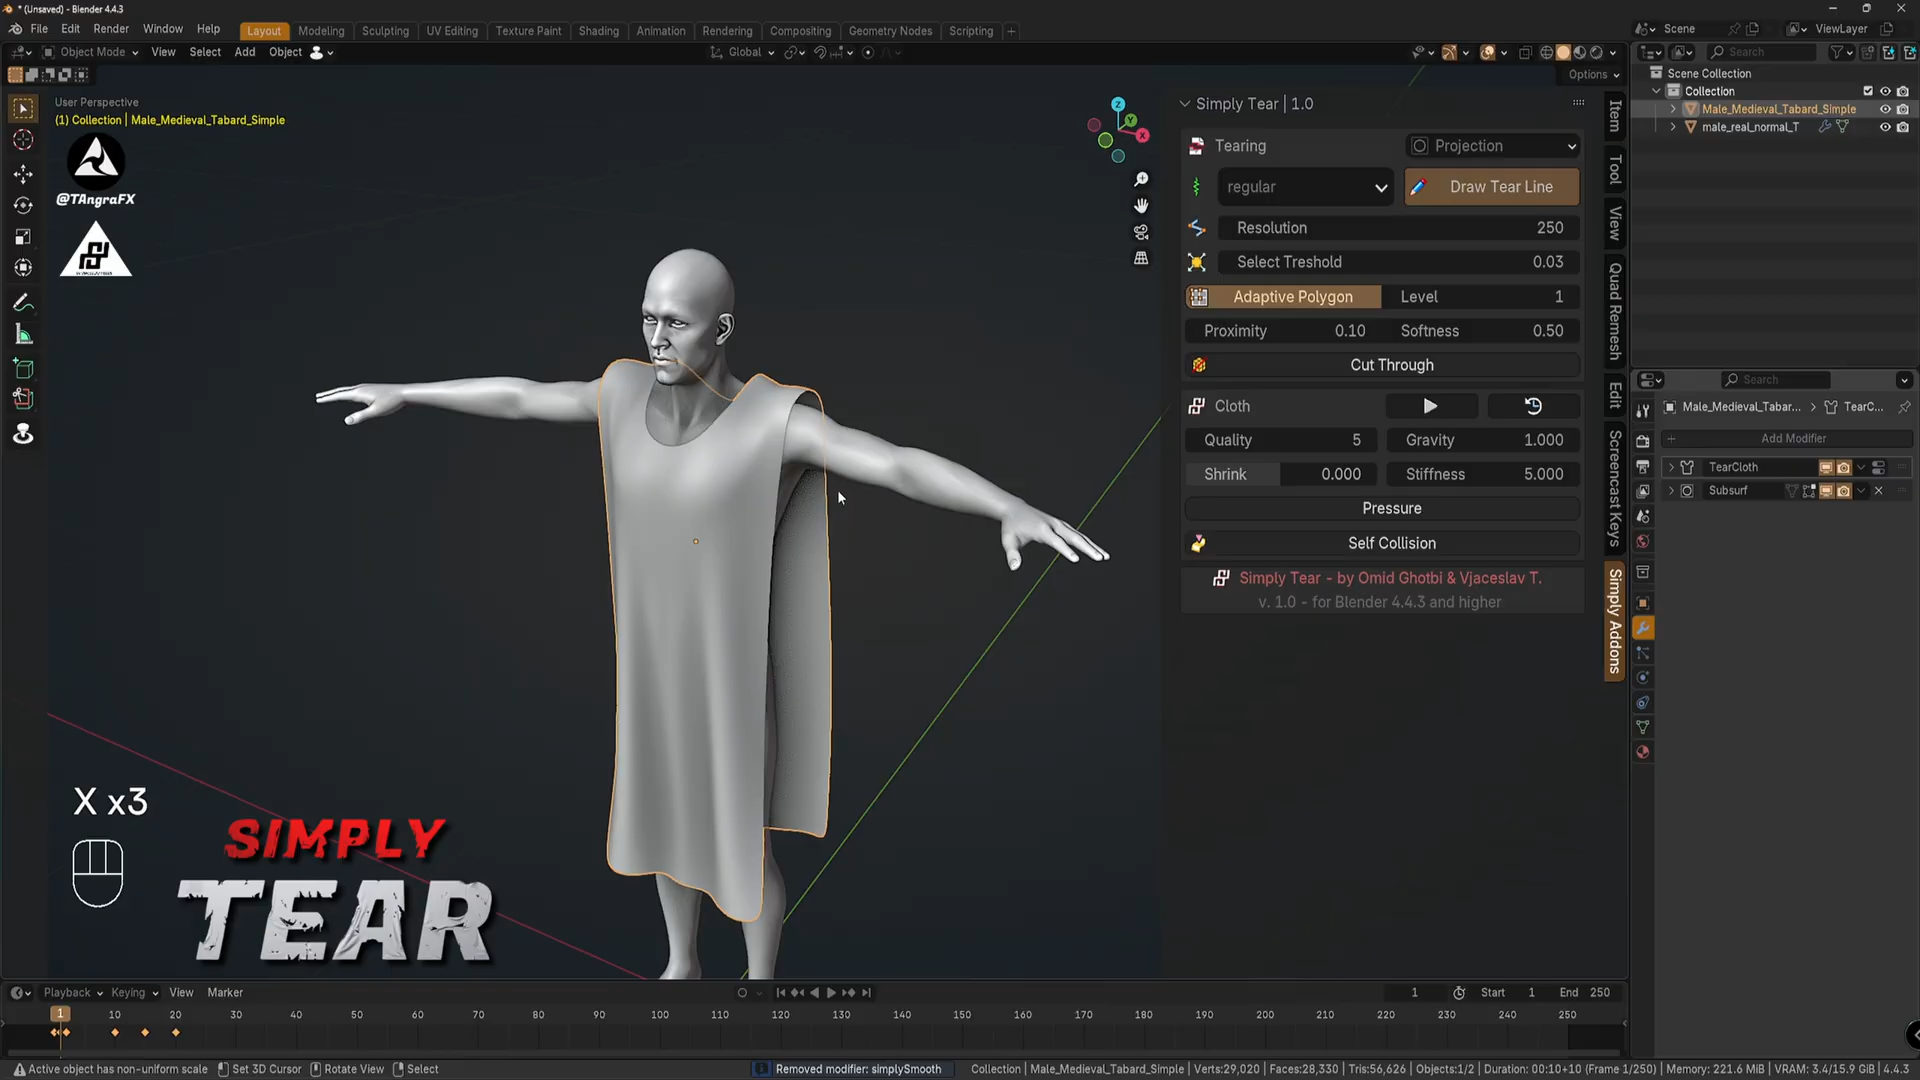 * (Unsaved) - Blender 4.4.3
File Edit Render Window Help
Layout Modeling Sculpting UV Editing Texture Paint Shading Animation Rendering Compositing Geometry Nodes Scripting +
Scene
ViewLayer
Object Mode View Select Add Object
Global
Search
Options
User Perspective
(1) Collection | Male_Medieval_Tabard_Simple
@TAngraFX
Z
Y
X
Simply Tear | 1.0
Tearing Projection
regular Draw Tear Line
Resolution 250
Select Treshold 0.03
Adaptive Polygon Level 1
Proximity 0.10 Softness 0.50
Cut Through
Cloth
Quality 5 Gravity 1.000
Shrink 0.000 Stiffness 5.000
Pressure
Self Collision
Simply Tear - by Omid Ghotbi & Vjaceslav T.
v. 1.0 - for Blender 4.4.3 and higher
Item
Tool
View
Quad Remesh
Edit
Screencast Keys
Simply Addons
Scene Collection
Collection
Male_Medieval_Tabard_Simple
male_real_normal_T
Search
Male_Medieval_Tabar... > TearC...
+ Add Modifier
TearCloth
Subsurf
X x3
SIMPLY
TEAR
Playback Keying View Marker
1 Start 1 End 250
1 10 20 30 40 50 60 70 80 90 100 110 120 130 140 150 160 170 180 190 200 210 220 230 240 250
Active object has non-uniform scale Set 3D Cursor Rotate View Select
Removed modifier: simplySmooth
Collection | Male_Medieval_Tabard_Simple | Verts:29,020 | Faces:28,330 | Tris:56,626 | Objects:1/2 | Duration: 00:10+10 (Frame 1/250) | Memory: 221.6 MiB | VRAM: 3.4/15.9 GiB | 4.4.3